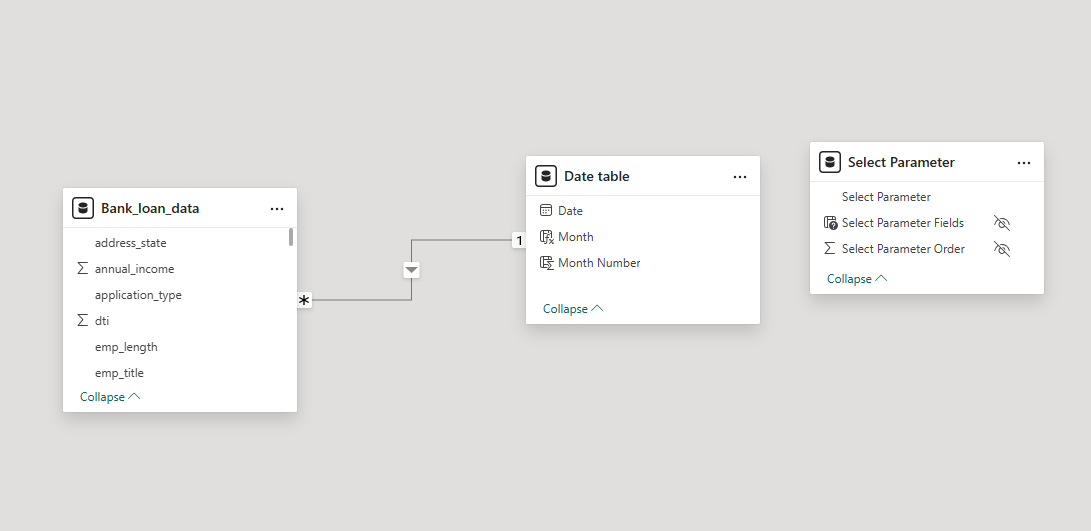 Bank_loan_data
address_state
annual_income
application_type
dti
emp_length
emp_title
Collapse
*
1
Date table
Date
Month
Month Number
Collapse
Select Parameter
Select Parameter
Select Parameter Fields
Select Parameter Order
Collapse